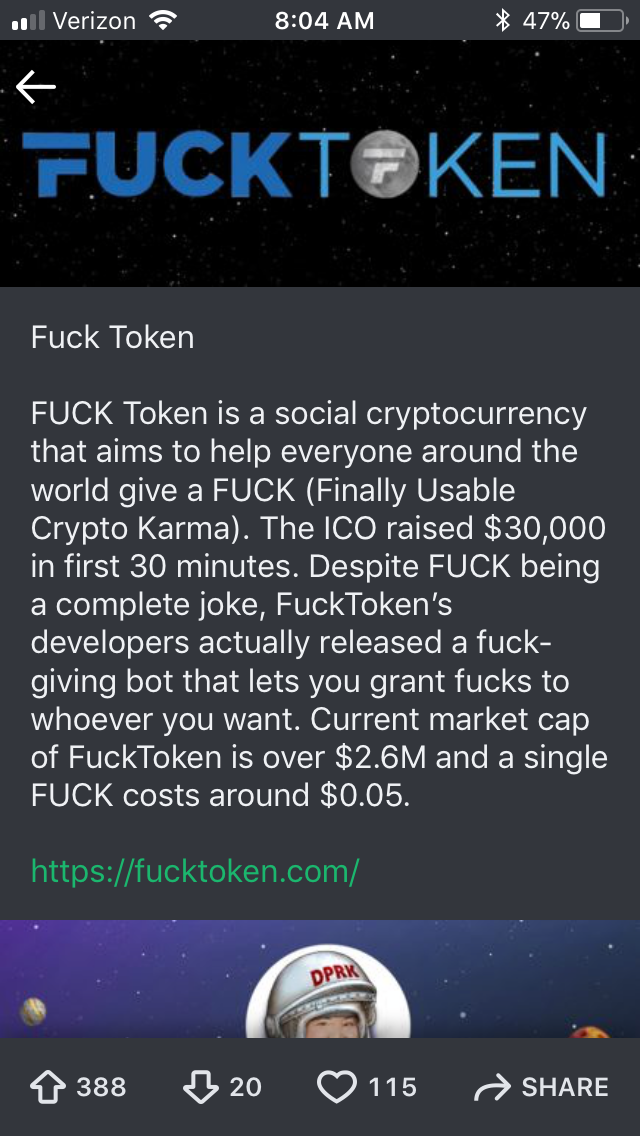 Verizon 8:04 AM 47%
FUCKTOKEN
Fuck Token
FUCK Token is a social cryptocurrency
that aims to help everyone around the
world give a FUCK (Finally Usable
Crypto Karma). The ICO raised $30,000
in first 30 minutes. Despite FUCK being
a complete joke, FuckToken’s
developers actually released a fuck-
giving bot that lets you grant fucks to
whoever you want. Current market cap
of FuckToken is over $2.6M and a single
FUCK costs around $0.05.
https://fucktoken.com/
DPRK
388 20 115 SHARE